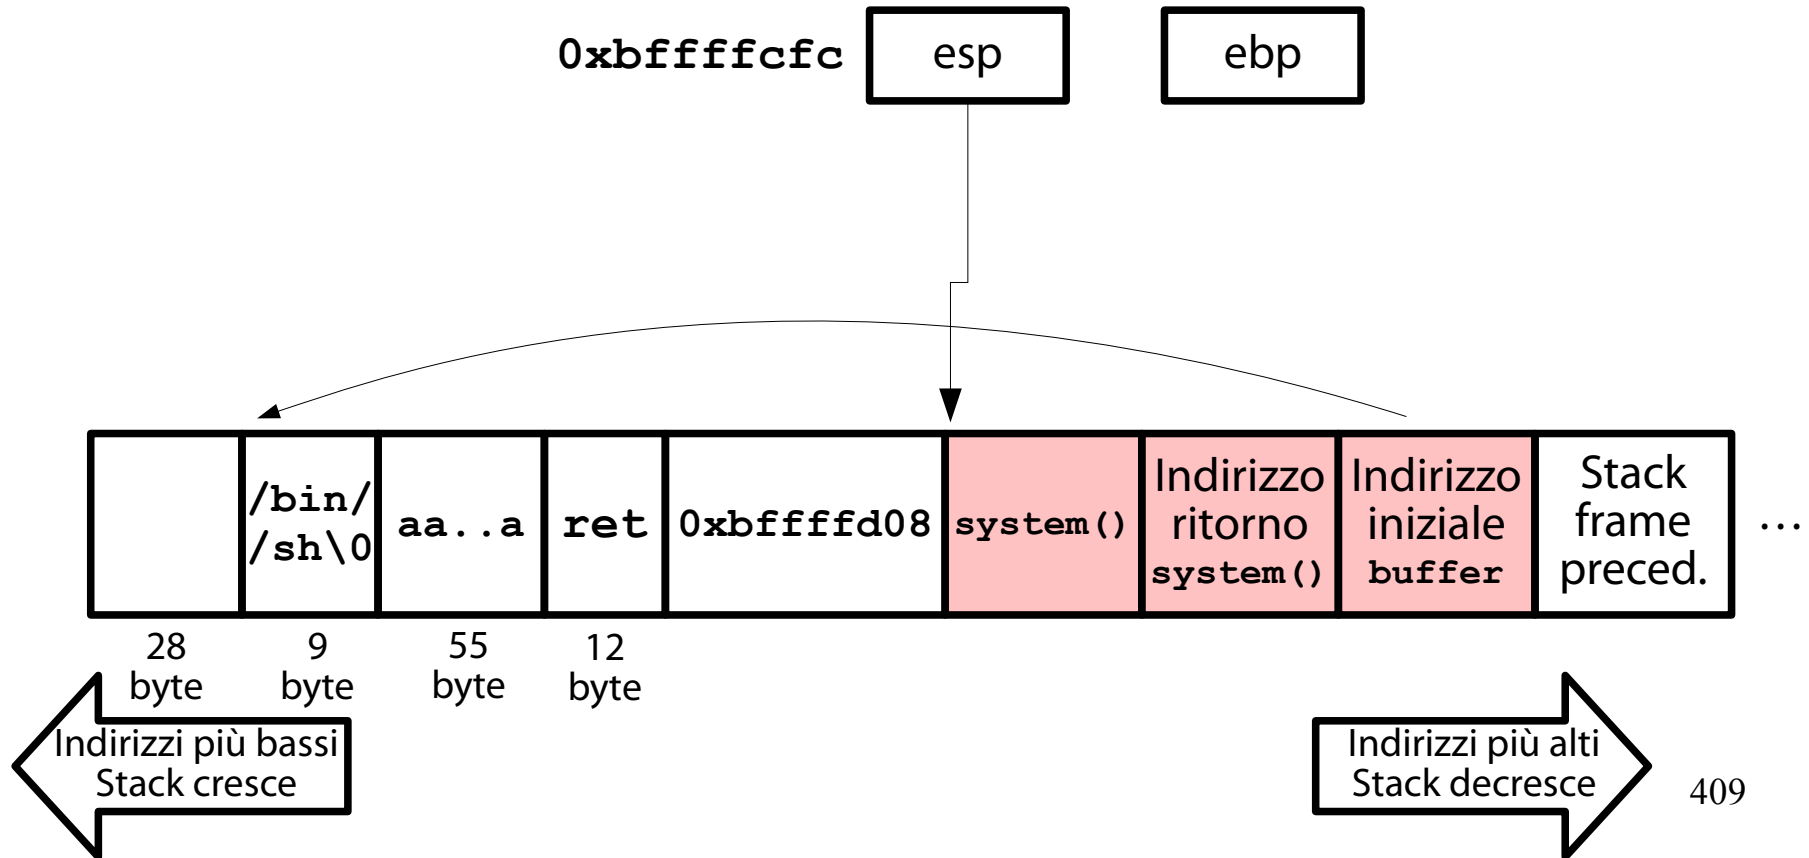 0xbffffcfc
esp
ebp
/bin/
/sh\0
aa..a
ret
0xbffffd08
system()
Indirizzo
ritorno
system()
Indirizzo
iniziale
buffer
Stack
frame
preced.
…
28
byte
9
byte
55
byte
12
byte
Indirizzi più bassi
Stack cresce
Indirizzi più alti
Stack decresce
409